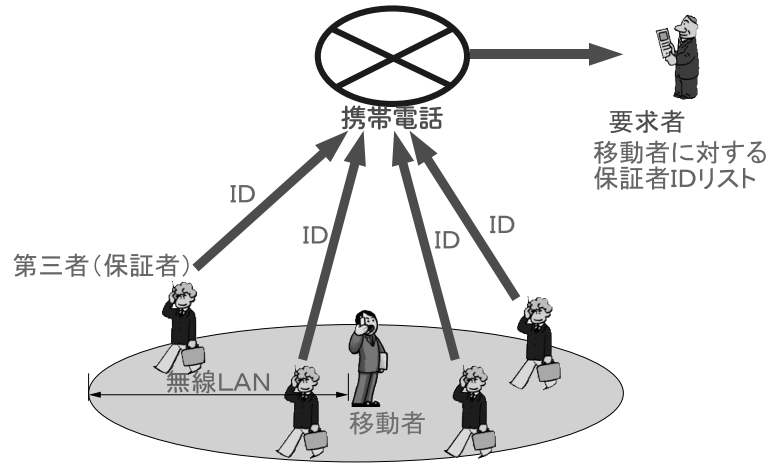 携帯電話
要求者
移動者に対する
保証者IDリスト
ID
ID
ID
ID
第三者（保証者）
無線LAN
移動者